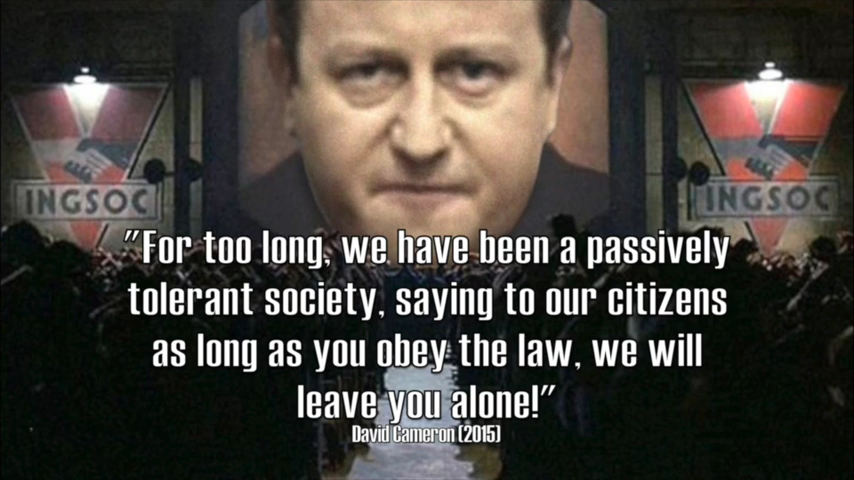 INGSOC
INGSOC
"For too long, we have been a passively
tolerant society, saying to our citizens
as long as you obey the law, we will
leave you alone!"
David Cameron (2015)